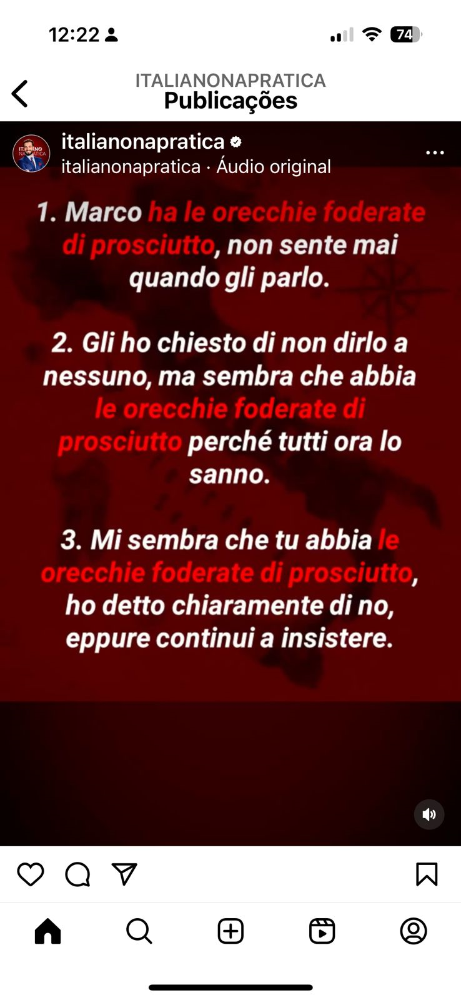 12:22
74
ITALIANONAPRATICA
Publicações
italianonapratica
italianonapratica · Áudio original
1. Marco ha le orecchie foderate
di prosciutto, non sente mai
quando gli parlo.
2. Gli ho chiesto di non dirlo a
nessuno, ma sembra che abbia
le orecchie foderate di
prosciutto perché tutti ora lo
sanno.
3. Mi sembra che tu abbia le
orecchie foderate di prosciutto,
ho detto chiaramente di no,
eppure continui a insistere.